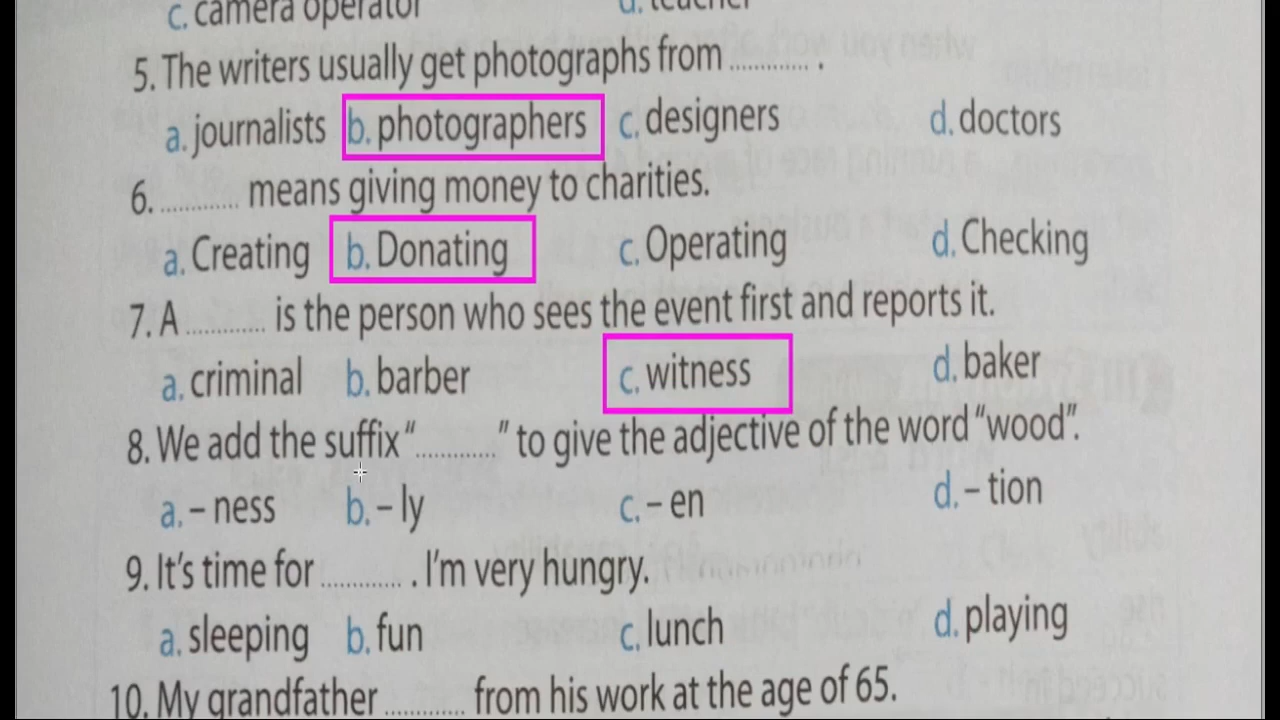 c. camera operator d. teacher
5. The writers usually get photographs from ............ .
a. journalists b. photographers c. designers d. doctors
6. ............ means giving money to charities.
a. Creating b. Donating c. Operating d. Checking
7. A ............ is the person who sees the event first and reports it.
a. criminal b. barber c. witness d. baker
8. We add the suffix “............” to give the adjective of the word “wood”.
a. – ness b. – ly c. – en d. – tion
9. It’s time for ............ . I’m very hungry.
a. sleeping b. fun c. lunch d. playing
10. My grandfather ............ from his work at the age of 65.